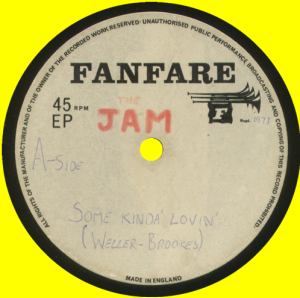 ALL RIGHTS OF THE MANUFACTURER AND OF THE OWNER OF THE RECORDED WORK RESERVED · UNAUTHORISED PUBLIC PERFORMANCE BROADCASTING AND COPYING OF THIS RECORD PROHIBITED.
FANFARE
45 RPM
EP
THE
JAM
F
A-SIDE
SOME KINDA LOVIN'
(WELLER-BROOKES)
MADE IN ENGLAND